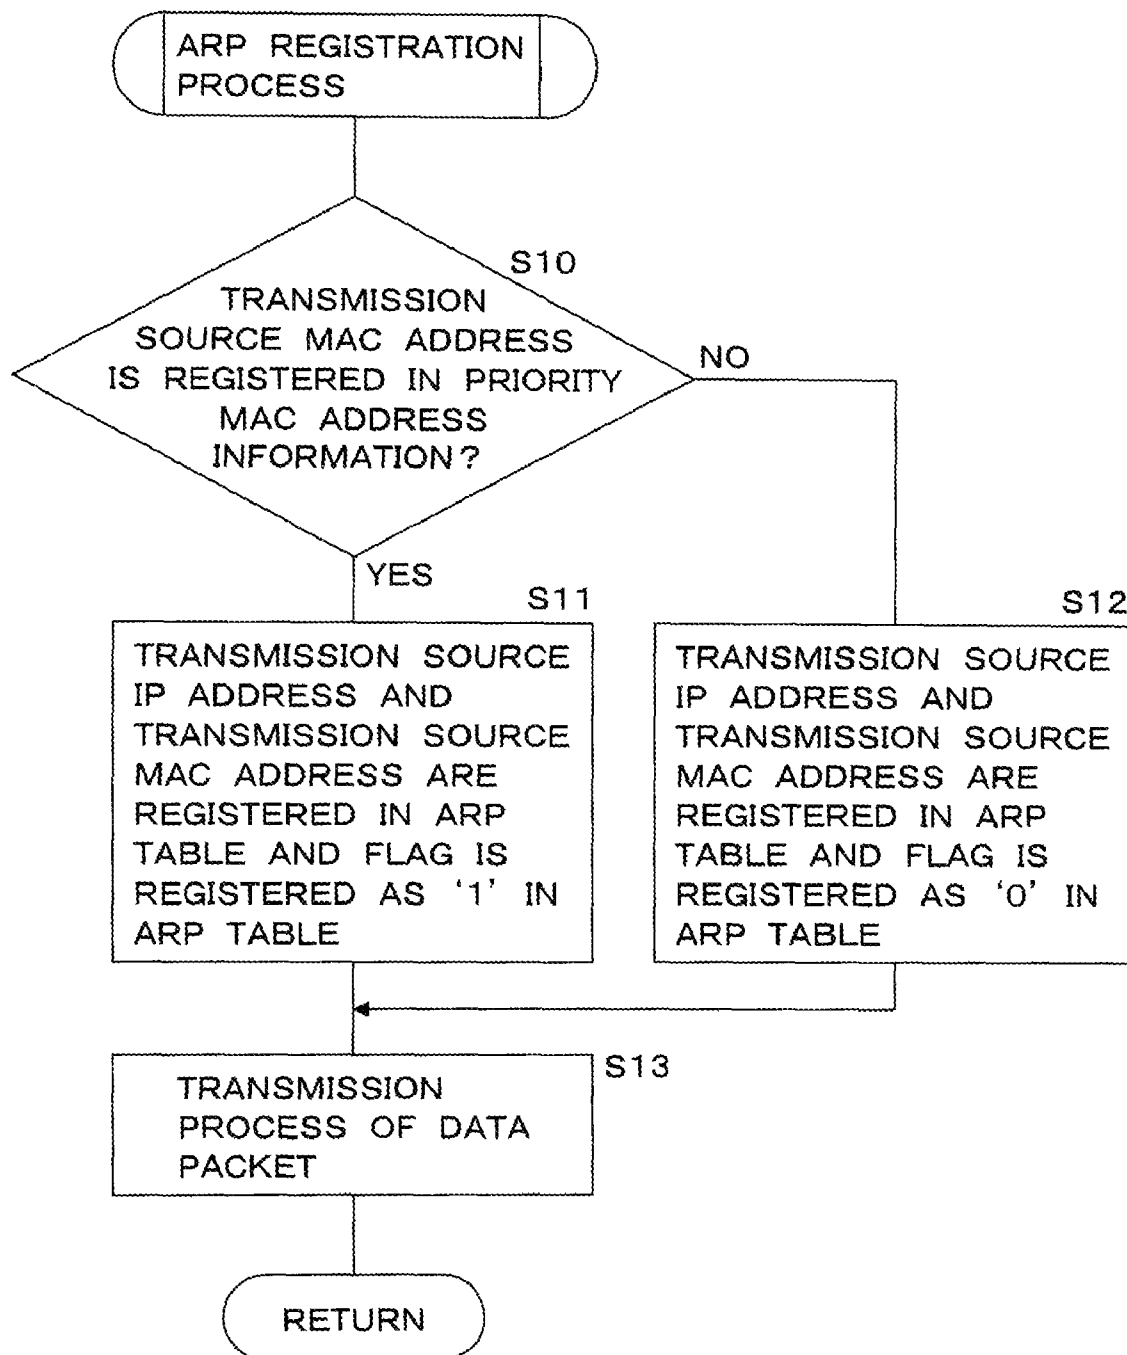 ARP REGISTRATION
PROCESS
S10
TRANSMISSION
SOURCE MAC ADDRESS
IS REGISTERED IN PRIORITY
MAC ADDRESS
INFORMATION?
NO
YES
S11
TRANSMISSION SOURCE
IP ADDRESS AND
TRANSMISSION SOURCE
MAC ADDRESS ARE
REGISTERED IN ARP
TABLE AND FLAG IS
REGISTERED AS ‘1’ IN
ARP TABLE
S12
TRANSMISSION SOURCE
IP ADDRESS AND
TRANSMISSION SOURCE
MAC ADDRESS ARE
REGISTERED IN ARP
TABLE AND FLAG IS
REGISTERED AS ‘0’ IN
ARP TABLE
S13
TRANSMISSION
PROCESS OF DATA
PACKET
RETURN